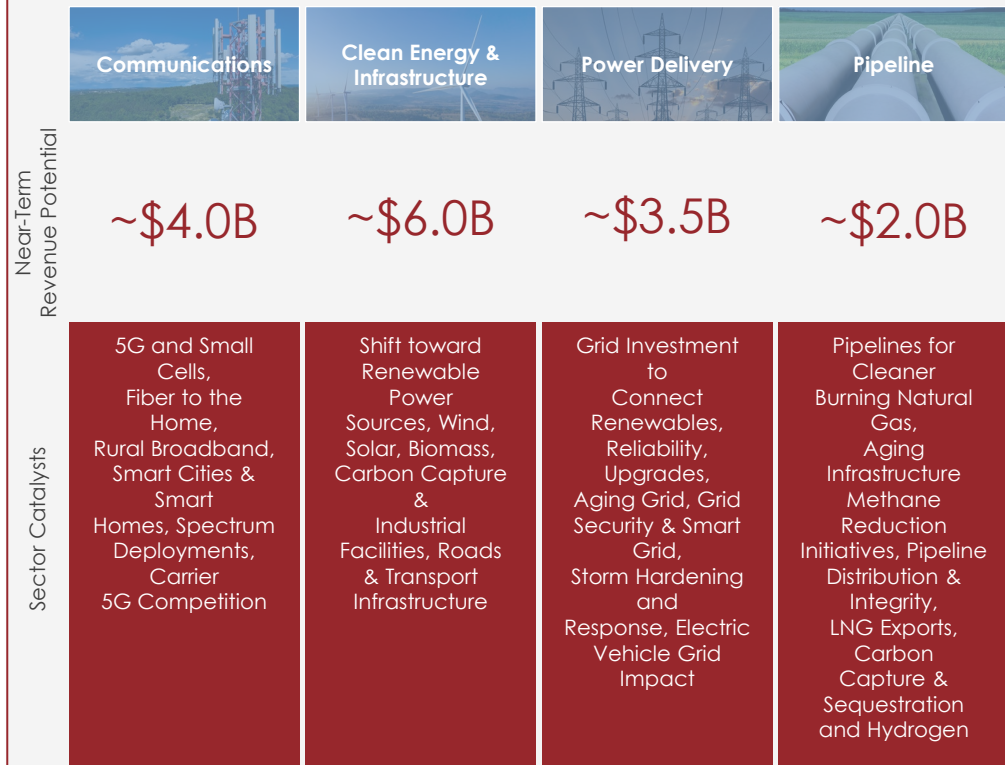 Communications
Clean Energy &
Infrastructure
Power Delivery
Pipeline
Near-Term
Revenue Potential
~$4.0B
~$6.0B
~$3.5B
~$2.0B
Sector Catalysts
5G and Small
Cells,
Fiber to the
Home,
Rural Broadband,
Smart Cities &
Smart
Homes, Spectrum
Deployments,
Carrier
5G Competition
Shift toward
Renewable
Power
Sources, Wind,
Solar, Biomass,
Carbon Capture
&
Industrial
Facilities, Roads
& Transport
Infrastructure
Grid Investment
to
Connect
Renewables,
Reliability,
Upgrades,
Aging Grid, Grid
Security & Smart
Grid,
Storm Hardening
and
Response, Electric
Vehicle Grid
Impact
Pipelines for
Cleaner
Burning Natural
Gas,
Aging
Infrastructure
Methane
Reduction
Initiatives, Pipeline
Distribution &
Integrity,
LNG Exports,
Carbon
Capture &
Sequestration
and Hydrogen